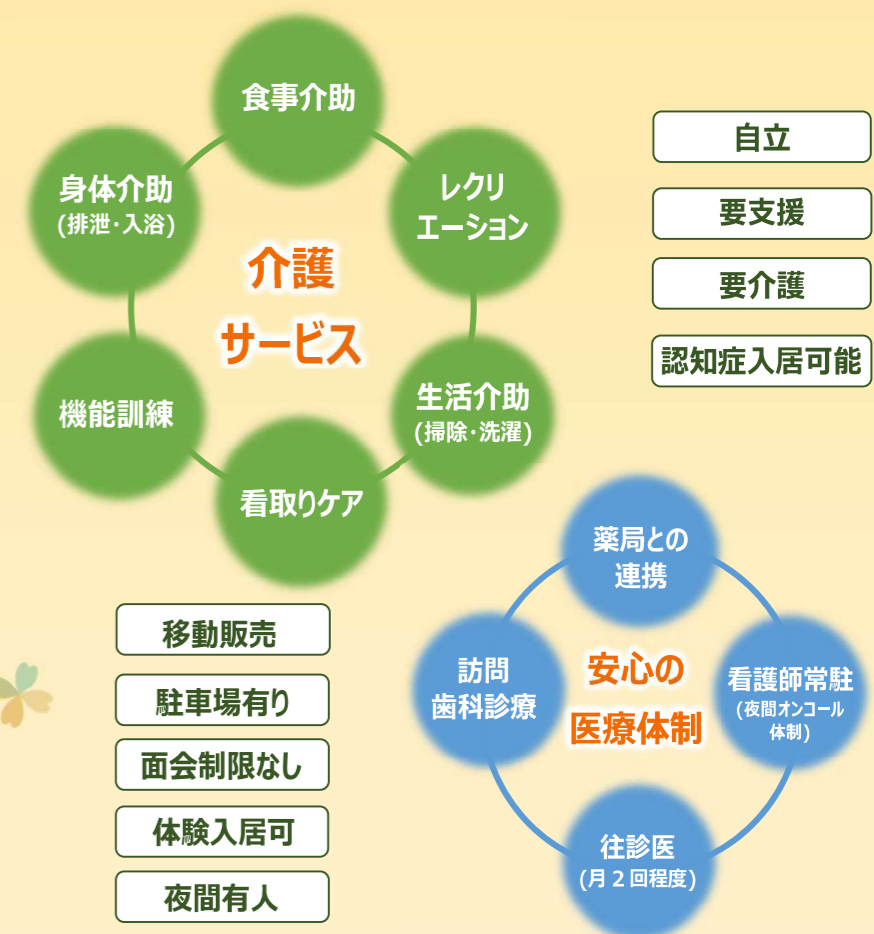 食事介助
身体介助
(排泄・入浴)
レクリ
エーション
介護
サービス
機能訓練
生活介助
(掃除・洗濯)
看取りケア
自立
要支援
要介護
認知症入居可能
移動販売
駐車場有り
面会制限なし
体験入居可
夜間有人
薬局との
連携
訪問
歯科診療
安心の
医療体制
看護師常駐
(夜間オンコール
体制)
往診医
(月２回程度)